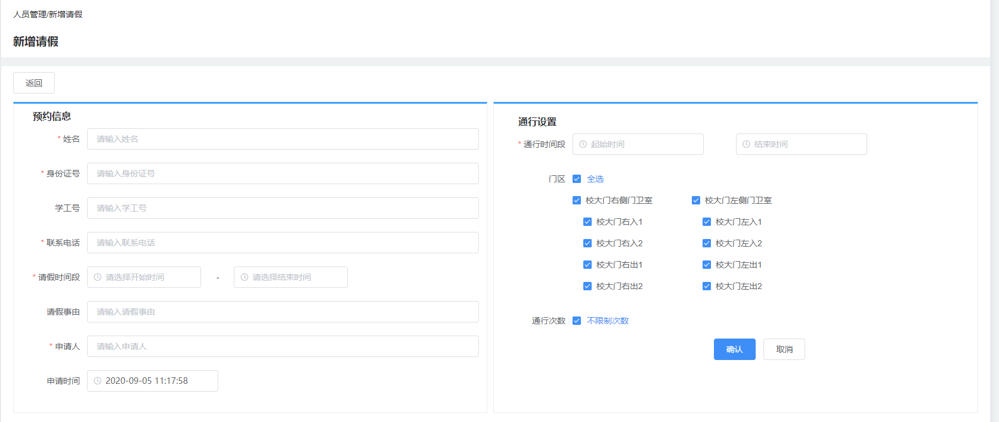 人员管理/新增请假
新增请假
返回
预约信息
* 姓名 请输入姓名
* 身份证号 请输入身份证号
学工号 请输入学工号
* 联系电话 请输入联系电话
* 请假时间段 请选择开始时间 - 请选择结束时间
请假事由 请输入请假事由
* 申请人 请输入申请人
申请时间 2020-09-05 11:17:58
通行设置
* 通行时间段 起始时间 结束时间
门区 全选
校大门右侧门卫室 校大门左侧门卫室
校大门右入1 校大门左入1
校大门右入2 校大门左入2
校大门右出1 校大门左出1
校大门右出2 校大门左出2
通行次数 不限制次数
确认 取消